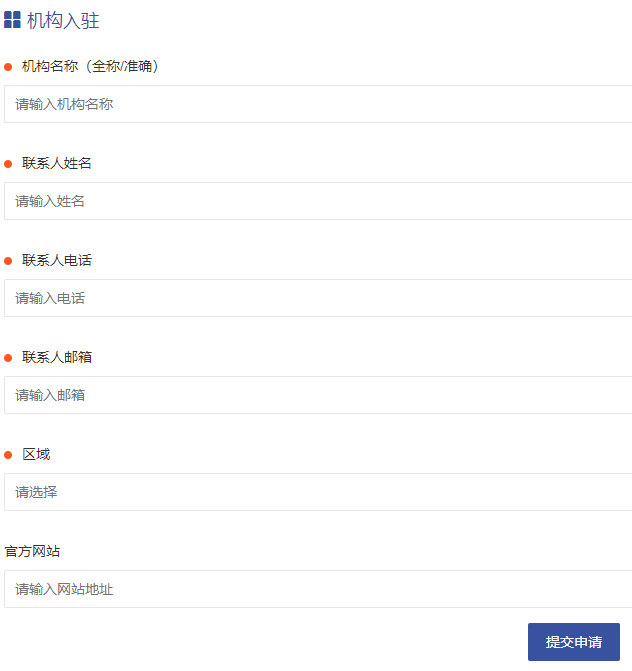 机构入驻
机构名称（全称/准确）
请输入机构名称
联系人姓名
请输入姓名
联系人电话
请输入电话
联系人邮箱
请输入邮箱
区域
请选择
官方网站
请输入网站地址
提交申请